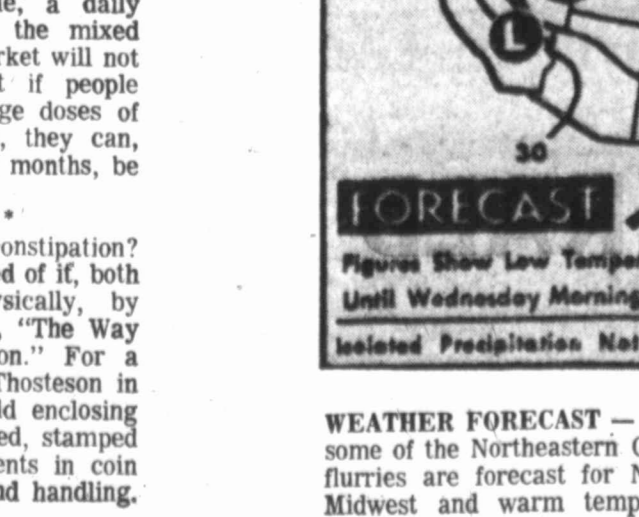 a daily
the mixed
rket will not
if people
ge doses of
, they can,
months, be
*
onstipation?
d of if, both
sically, by
, "The Way
on." For a
Thosteson in
ld enclosing
ed, stamped
ents in coin
nd handling.
L
30
FORECAST
Figures Show Low Tempe
Until Wednesday Morning
Isolated Precipitation Not
WEATHER FORECAST —
some of the Northeastern
flurries are forecast for
Midwest and warm temp